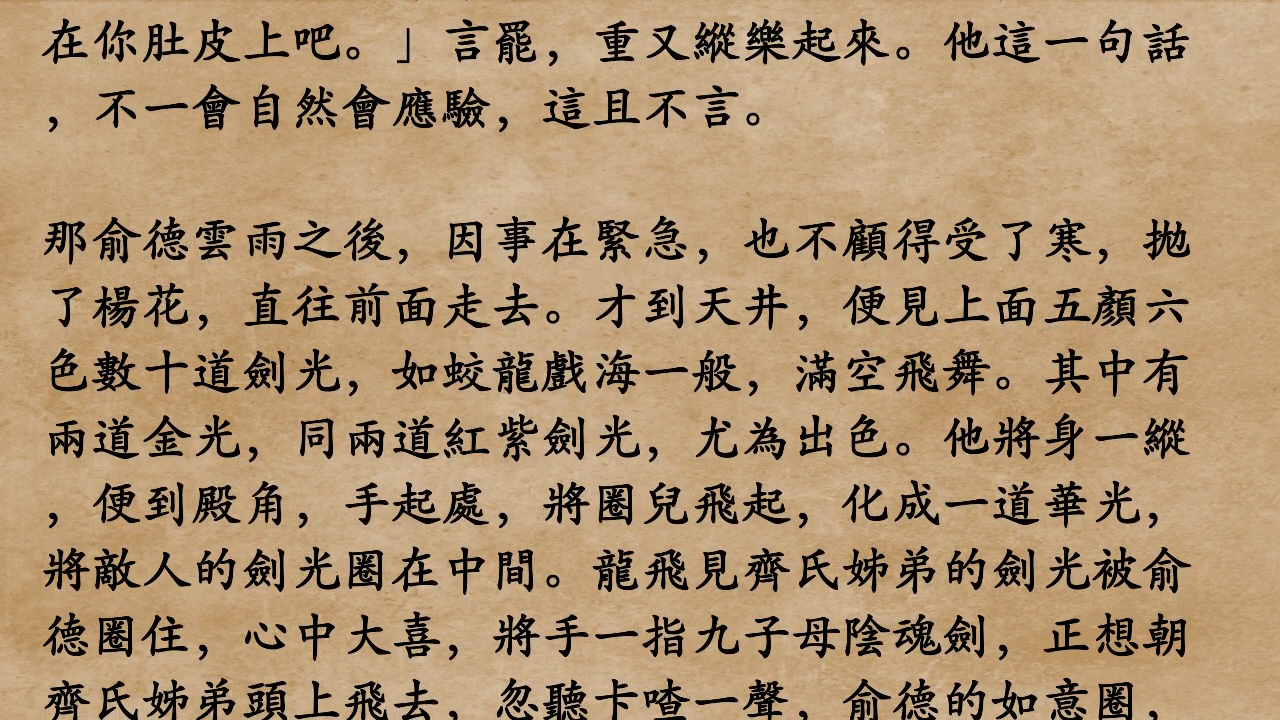 在你肚皮上吧。」言罷，重又縱樂起來。他這一句話
，不一會自然會應驗，這且不言。
那俞德雲雨之後，因事在緊急，也不顧得受了寒，拋
了楊花，直往前面走去。才到天井，便見上面五顏六
色數十道劍光，如蛟龍戲海一般，滿空飛舞。其中有
兩道金光，同兩道紅紫劍光，尤為出色。他將身一縱
，便到殿角，手起處，將圈兒飛起，化成一道華光，
將敵人的劍光圈在中間。龍飛見齊氏姊弟的劍光被俞
德圈住，心中大喜，將手一指九子母陰魂劍，正想朝
齊氏姊弟頭上飛去，忽聽卡喳一聲，俞德的如意圈，